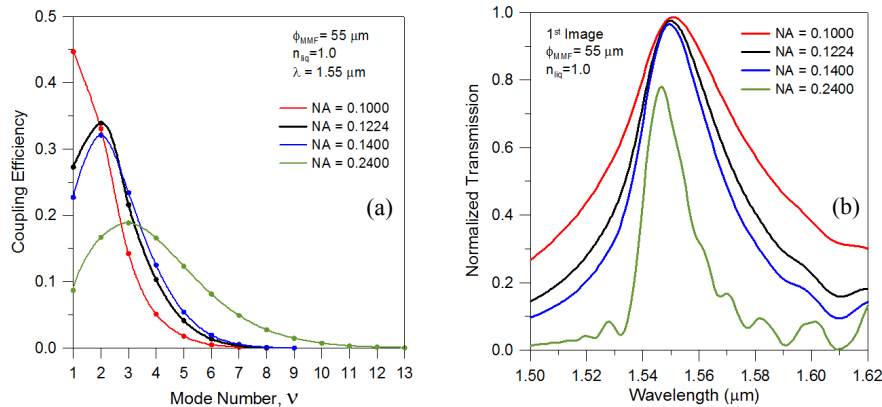 0.5
0.4
0.3
0.2
0.1
0.0
Coupling Efficiency
ϕMMF = 55 μm
nliq=1.0
λ = 1.55 μm
NA = 0.1000
NA = 0.1224
NA = 0.1400
NA = 0.2400
(a)
1 2 3 4 5 6 7 8 9 10 11 12 13
Mode Number, ν
1.0
0.8
0.6
0.4
0.2
0.0
Normalized Transmission
1st Image
ϕMMF = 55 μm
nliq=1.0
NA = 0.1000
NA = 0.1224
NA = 0.1400
NA = 0.2400
(b)
1.50 1.52 1.54 1.56 1.58 1.60 1.62
Wavelength (μm)